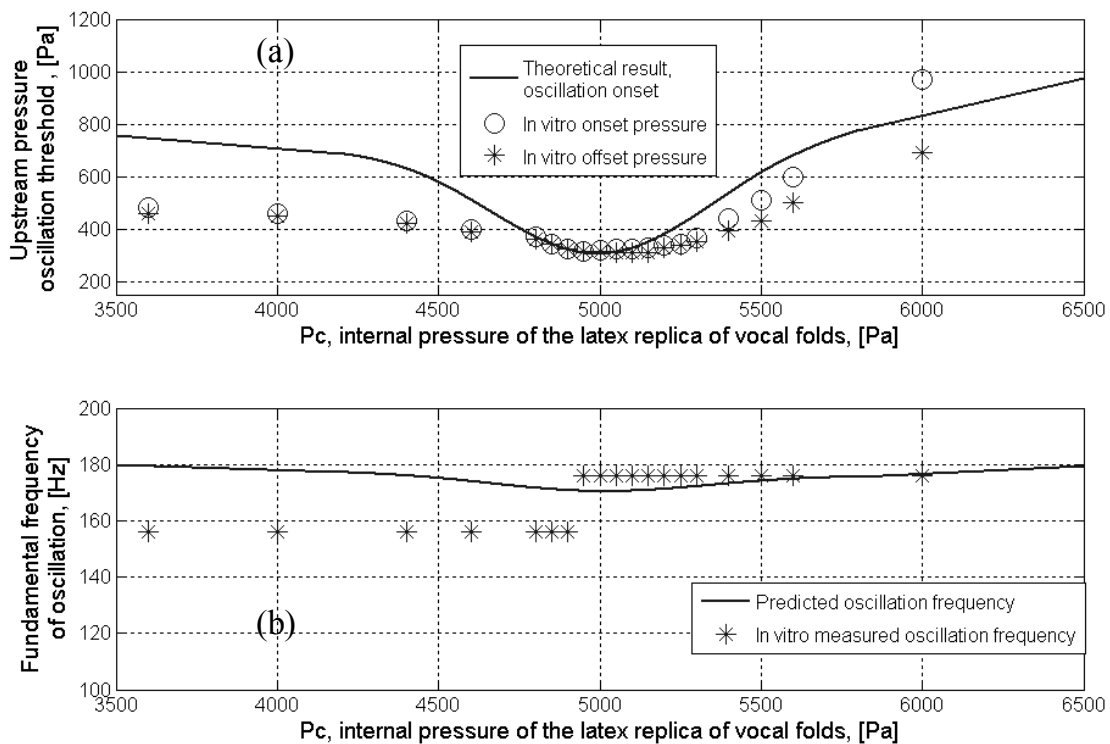 (a)
Upstream pressure
oscillation threshold , [Pa]
1200
1000
800
600
400
200
Theoretical result,
oscillation onset
In vitro onset pressure
In vitro offset pressure
3500 4000 4500 5000 5500 6000 6500
Pc, internal pressure of the latex replica of vocal folds, [Pa]
Fundamental frequency
of oscillation, [Hz]
200
180
160
140
120
100
(b)
Predicted oscillation frequency
In vitro measured oscillation frequency
3500 4000 4500 5000 5500 6000 6500
Pc, internal pressure of the latex replica of vocal folds, [Pa]